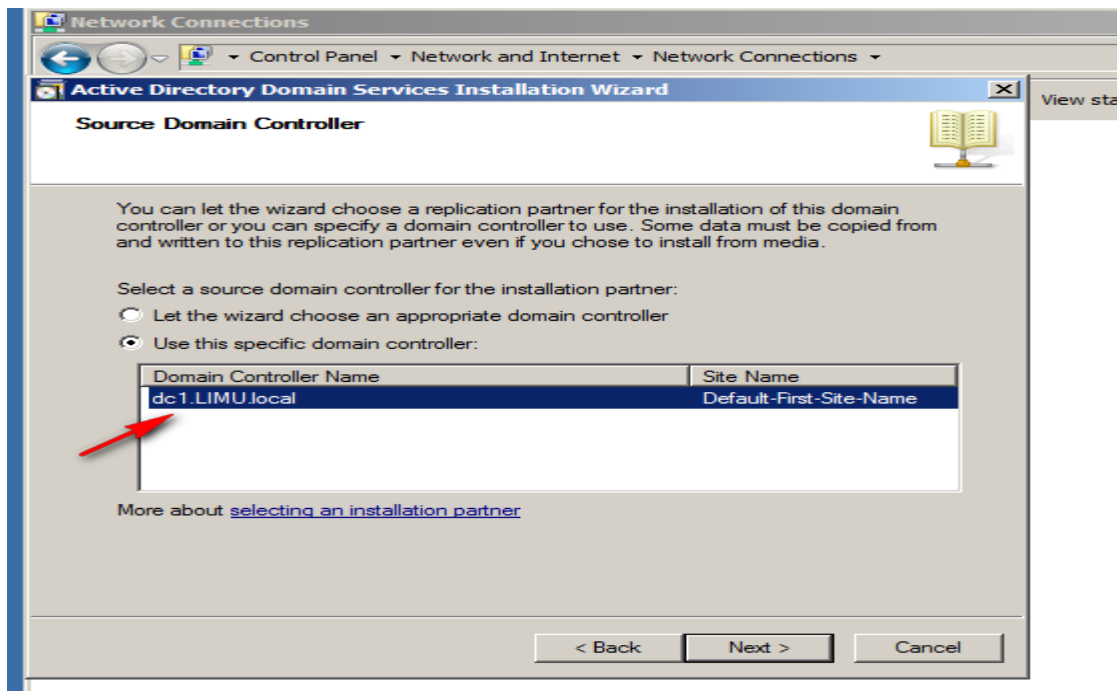 Network Connections
Control Panel Network and Internet Network Connections
Active Directory Domain Services Installation Wizard
View sta
Source Domain Controller
You can let the wizard choose a replication partner for the installation of this domain
controller or you can specify a domain controller to use. Some data must be copied from
and written to this replication partner even if you chose to install from media.
Select a source domain controller for the installation partner:
Let the wizard choose an appropriate domain controller
Use this specific domain controller:
Domain Controller Name Site Name
dc1.LIMU.local Default-First-Site-Name
More about selecting an installation partner
< Back Next > Cancel